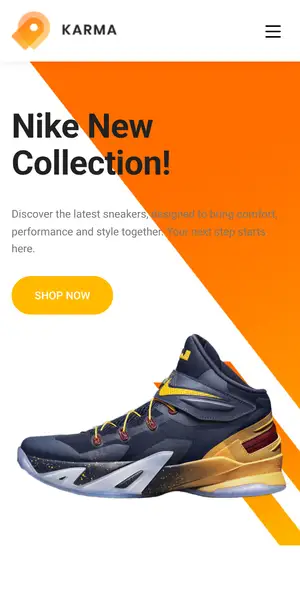 KARMA
Nike New
Collection!
Discover the latest sneakers, designed to bring comfort,
performance and style together. Your next step starts
here.
SHOP NOW